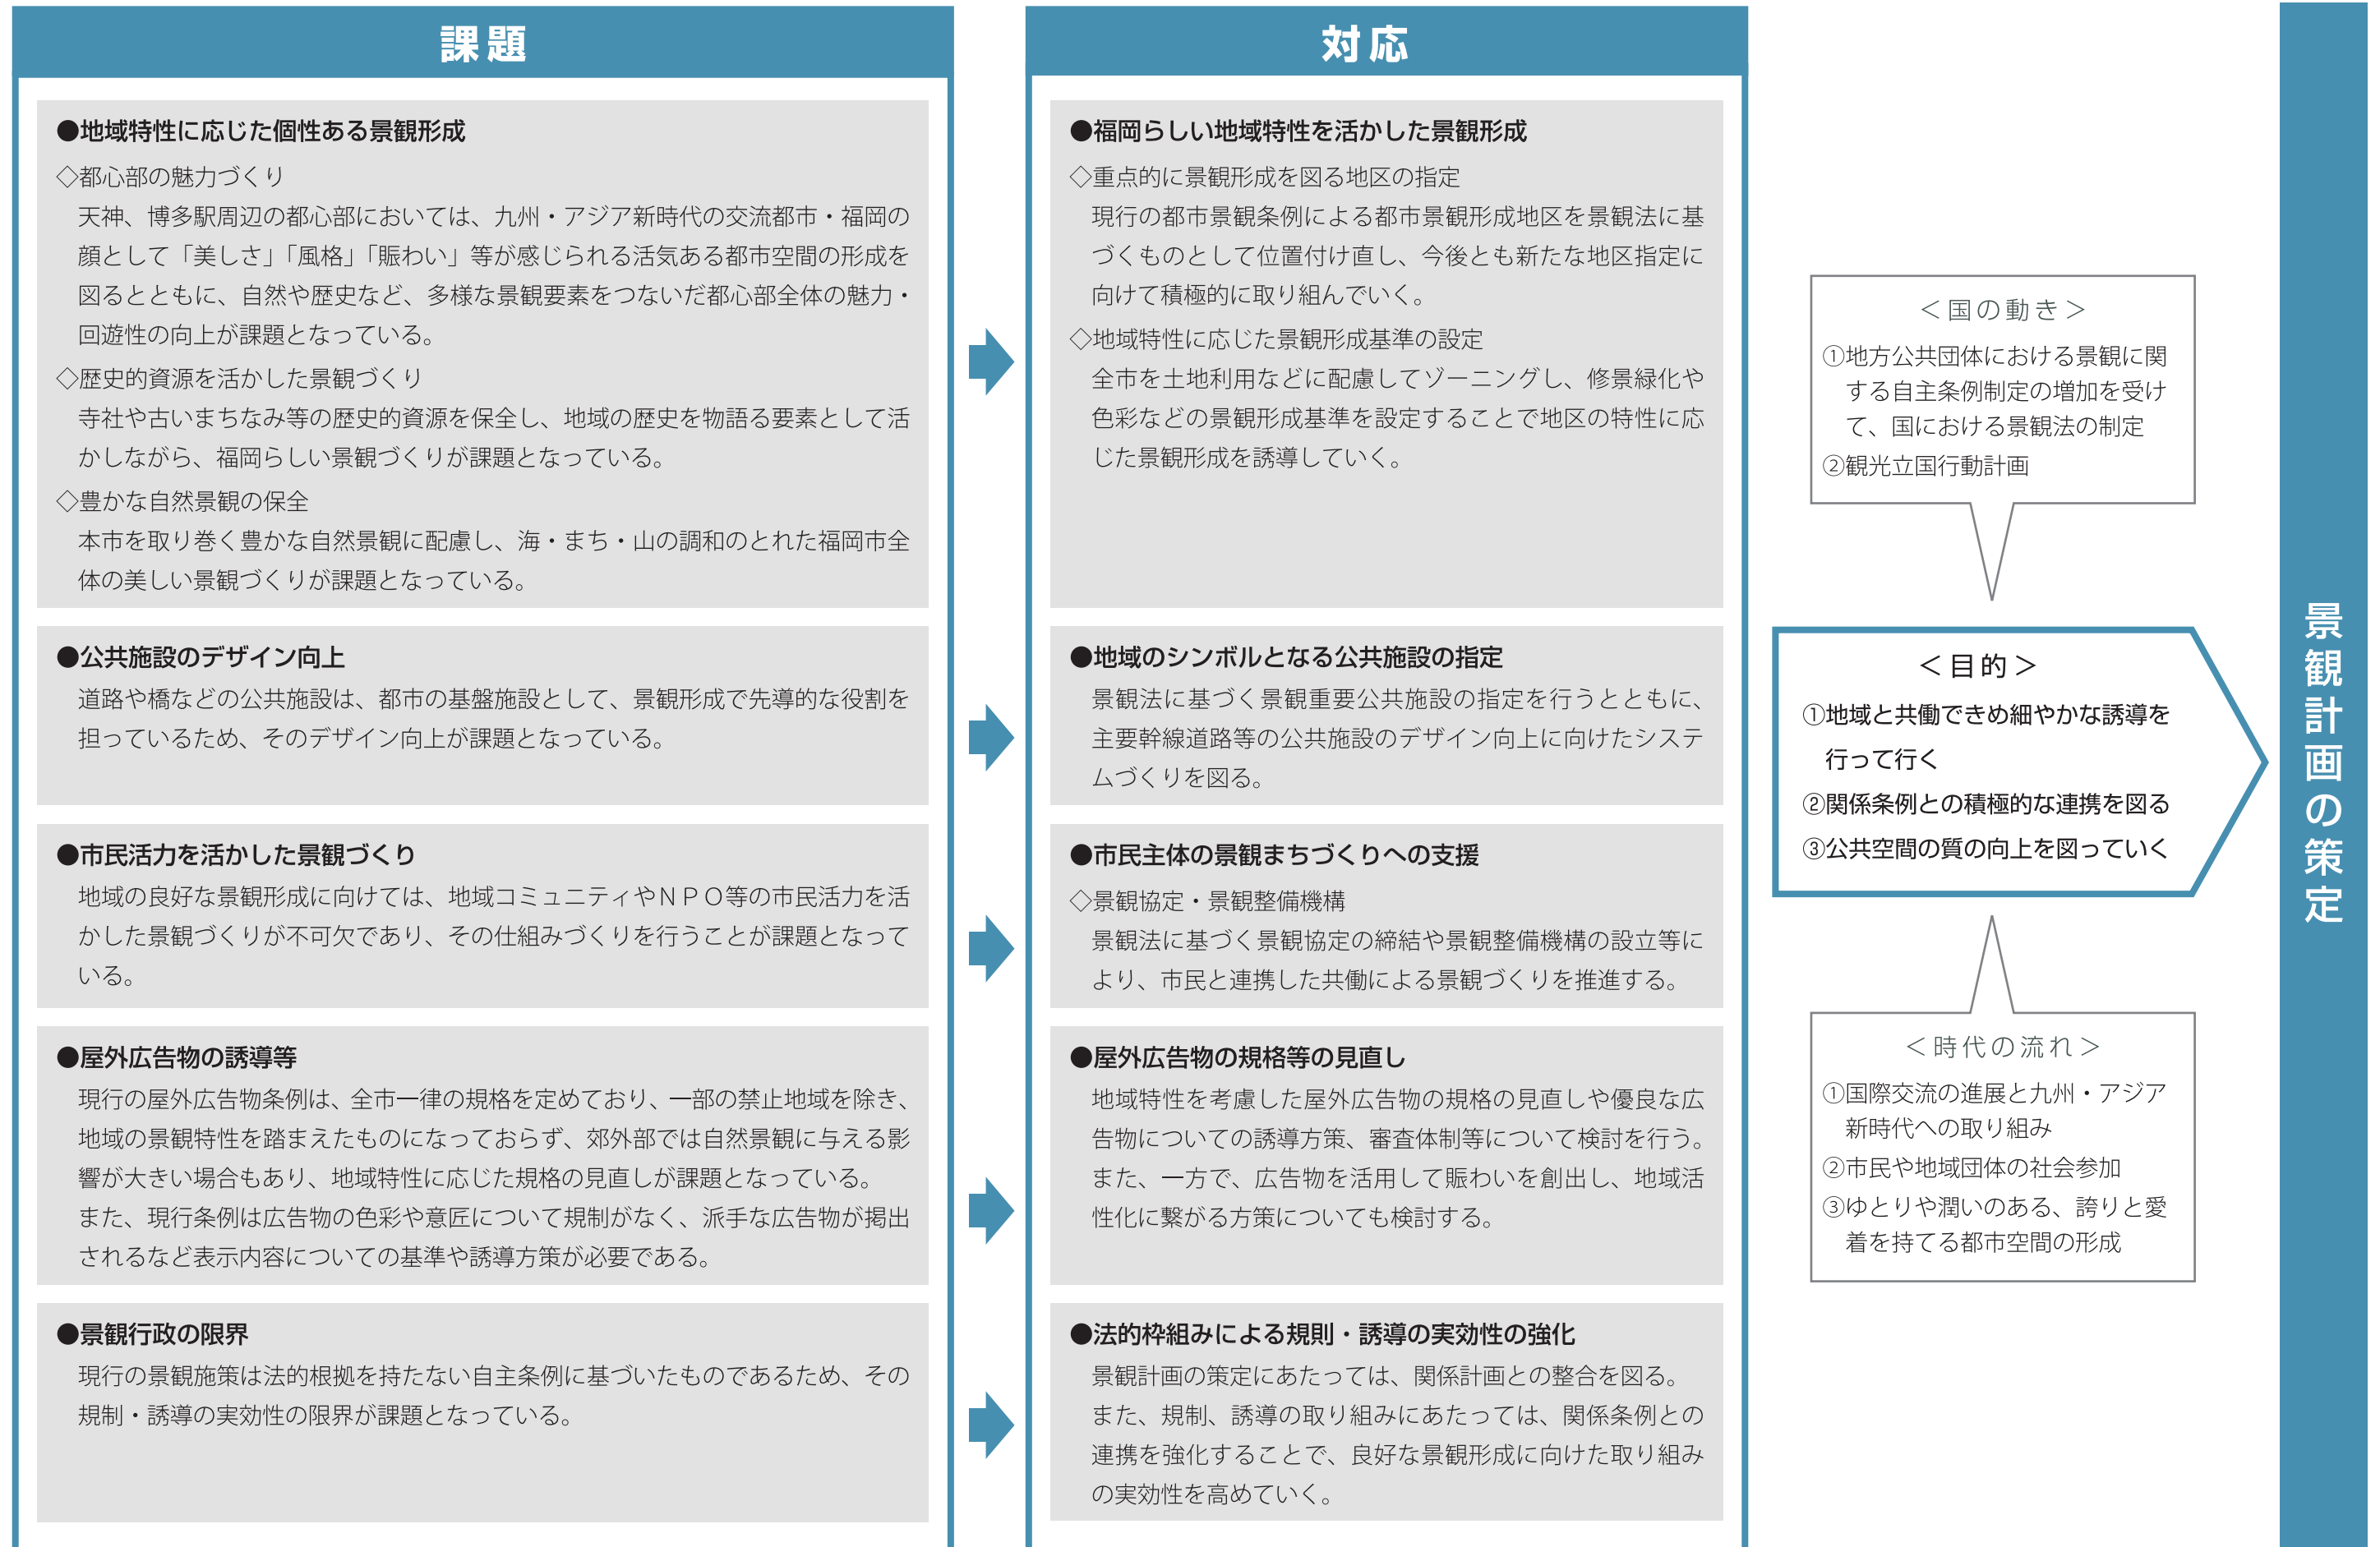 課題
●地域特性に応じた個性ある景観形成
◇都心部の魅力づくり
天神、博多駅周辺の都心部においては、九州・アジア新時代の交流都市・福岡の
顔として「美しさ」「風格」「賑わい」等が感じられる活気ある都市空間の形成を
図るとともに、自然や歴史など、多様な景観要素をつないだ都心部全体の魅力・
回遊性の向上が課題となっている。
◇歴史的資源を活かした景観づくり
寺社や古いまちなみ等の歴史的資源を保全し、地域の歴史を物語る要素として活
かしながら、福岡らしい景観づくりが課題となっている。
◇豊かな自然景観の保全
本市を取り巻く豊かな自然景観に配慮し、海・まち・山の調和のとれた福岡市全
体の美しい景観づくりが課題となっている。
●公共施設のデザイン向上
道路や橋などの公共施設は、都市の基盤施設として、景観形成で先導的な役割を
担っているため、そのデザイン向上が課題となっている。
●市民活力を活かした景観づくり
地域の良好な景観形成に向けては、地域コミュニティやＮＰＯ等の市民活力を活
かした景観づくりが不可欠であり、その仕組みづくりを行うことが課題となって
いる。
●屋外広告物の誘導等
現行の屋外広告物条例は、全市一律の規格を定めており、一部の禁止地域を除き、
地域の景観特性を踏まえたものになっておらず、郊外部では自然景観に与える影
響が大きい場合もあり、地域特性に応じた規格の見直しが課題となっている。
また、現行条例は広告物の色彩や意匠について規制がなく、派手な広告物が掲出
されるなど表示内容についての基準や誘導方策が必要である。
●景観行政の限界
現行の景観施策は法的根拠を持たない自主条例に基づいたものであるため、その
規制・誘導の実効性の限界が課題となっている。
対応
●福岡らしい地域特性を活かした景観形成
◇重点的に景観形成を図る地区の指定
現行の都市景観条例による都市景観形成地区を景観法に基
づくものとして位置付け直し、今後とも新たな地区指定に
向けて積極的に取り組んでいく。
◇地域特性に応じた景観形成基準の設定
全市を土地利用などに配慮してゾーニングし、修景緑化や
色彩などの景観形成基準を設定することで地区の特性に応
じた景観形成を誘導していく。
●地域のシンボルとなる公共施設の指定
景観法に基づく景観重要公共施設の指定を行うとともに、
主要幹線道路等の公共施設のデザイン向上に向けたシステ
ムづくりを図る。
●市民主体の景観まちづくりへの支援
◇景観協定・景観整備機構
景観法に基づく景観協定の締結や景観整備機構の設立等に
より、市民と連携した共働による景観づくりを推進する。
●屋外広告物の規格等の見直し
地域特性を考慮した屋外広告物の規格の見直しや優良な広
告物についての誘導方策、審査体制等について検討を行う。
また、一方で、広告物を活用して賑わいを創出し、地域活
性化に繋がる方策についても検討する。
●法的枠組みによる規則・誘導の実効性の強化
景観計画の策定にあたっては、関係計画との整合を図る。
また、規制、誘導の取り組みにあたっては、関係条例との
連携を強化することで、良好な景観形成に向けた取り組み
の実効性を高めていく。
＜国の動き＞
①地方公共団体における景観に関
する自主条例制定の増加を受け
て、国における景観法の制定
②観光立国行動計画
＜目的＞
①地域と共働できめ細やかな誘導を
行って行く
②関係条例との積極的な連携を図る
③公共空間の質の向上を図っていく
＜時代の流れ＞
①国際交流の進展と九州・アジア
新時代への取り組み
②市民や地域団体の社会参加
③ゆとりや潤いのある、誇りと愛
着を持てる都市空間の形成
景観計画の策定